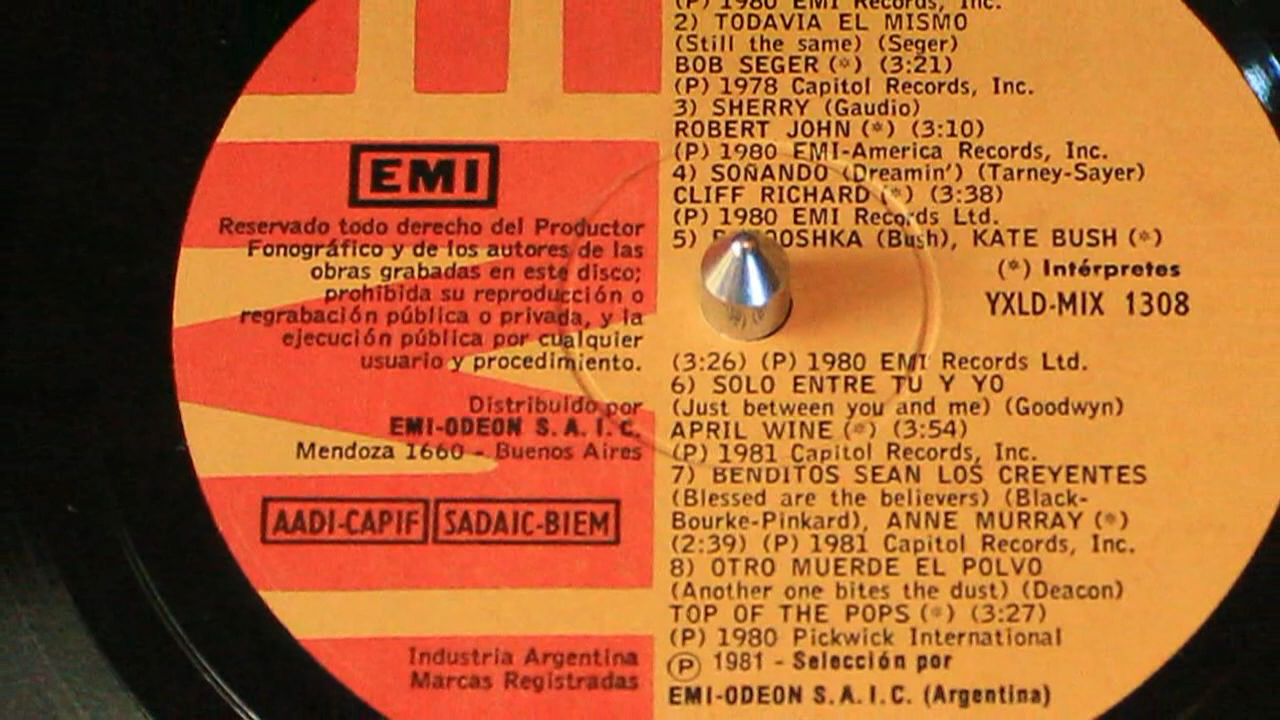 EMI
Reservado todo derecho del Productor
Fonográfico y de los autores de las
obras grabadas en este disco;
prohibida su reproducción o
regrabación pública o privada, y la
ejecución pública por cualquier
usuario y procedimiento.
Distribuido por
EMI-ODEON S.A.I.C.
Mendoza 1660 - Buenos Aires
AADI-CAPIF SADAIC-BIEM
Industria Argentina
Marcas Registradas
(P) 1980 EMI Records, Inc.
2) TODAVIA EL MISMO
(Still the same) (Seger)
BOB SEGER (*) (3:21)
(P) 1978 Capitol Records, Inc.
3) SHERRY (Gaudio)
ROBERT JOHN (*) (3:10)
(P) 1980 EMI-America Records, Inc.
4) SOÑANDO (Dreamin') (Tarney-Sayer)
CLIFF RICHARD (*) (3:38)
(P) 1980 EMI Records Ltd.
5) (Bush), KATE BUSH (*)
(*) Intérpretes
YXLD-MIX 1308
(3:26) (P) 1980 EMI Records Ltd.
6) SOLO ENTRE TU Y YO
(Just between you and me) (Goodwyn)
APRIL WINE (*) (3:54)
(P) 1981 Capitol Records, Inc.
7) BENDITOS SEAN LOS CREYENTES
(Blessed are the believers) (Black-
Bourke-Pinkard), ANNE MURRAY (*)
(2:39) (P) 1981 Capitol Records, Inc.
8) OTRO MUERDE EL POLVO
(Another one bites the dust) (Deacon)
TOP OF THE POPS (*) (3:27)
(P) 1980 Pickwick International
Ⓟ 1981 - Selección por
EMI-ODEON S.A.I.C. (Argentina)